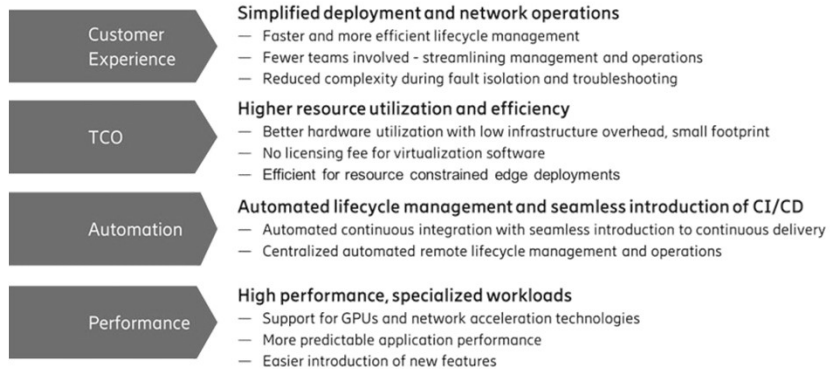 Customer
Experience
Simplified deployment and network operations
— Faster and more efficient lifecycle management
— Fewer teams involved - streamlining management and operations
— Reduced complexity during fault isolation and troubleshooting
TCO
Higher resource utilization and efficiency
— Better hardware utilization with low infrastructure overhead, small footprint
— No licensing fee for virtualization software
— Efficient for resource constrained edge deployments
Automation
Automated lifecycle management and seamless introduction of CI/CD
— Automated continuous integration with seamless introduction to continuous delivery
— Centralized automated remote lifecycle management and operations
Performance
High performance, specialized workloads
— Support for GPUs and network acceleration technologies
— More predictable application performance
— Easier introduction of new features